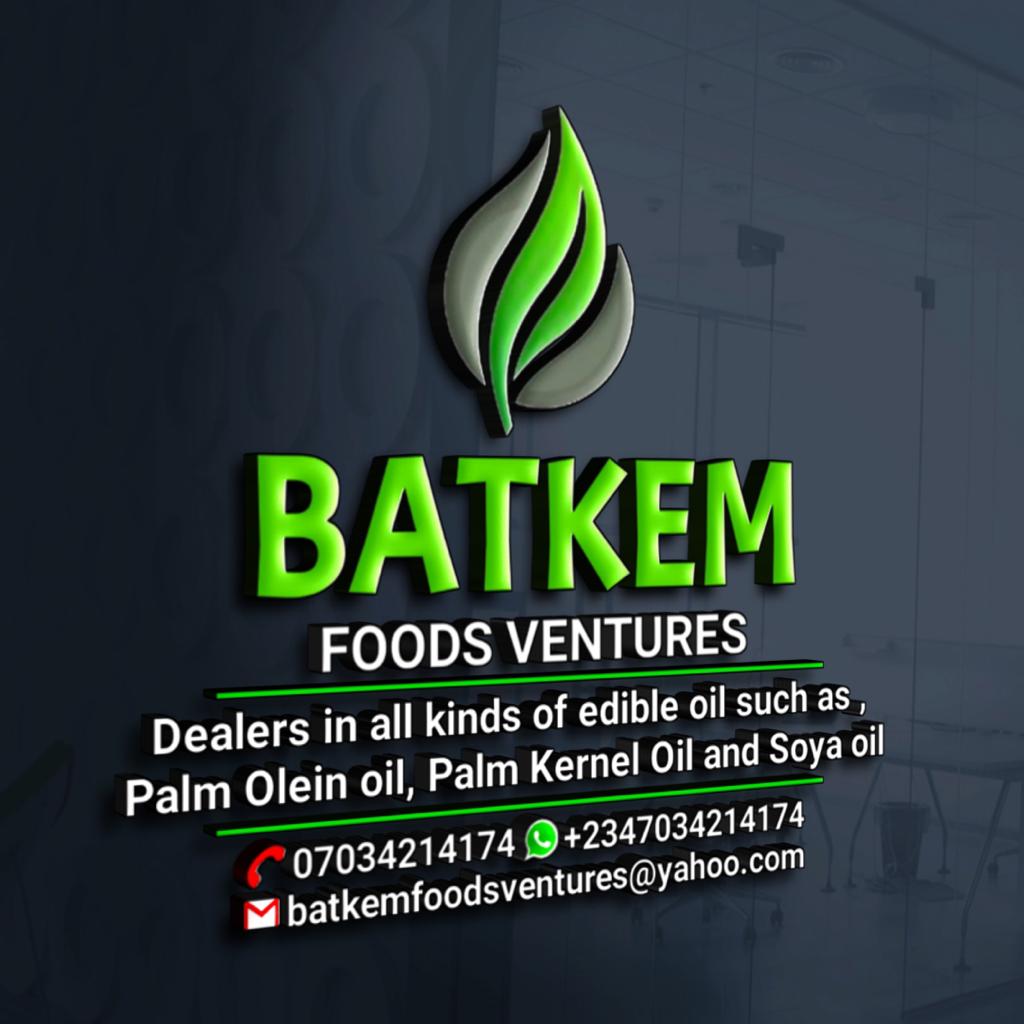 BATKEM
FOODS VENTURES
Dealers in all kinds of edible oil such as ,
Palm Olein oil, Palm Kernel Oil and Soya oil
07034214174 +2347034214174
batkemfoodsventures@yahoo.com